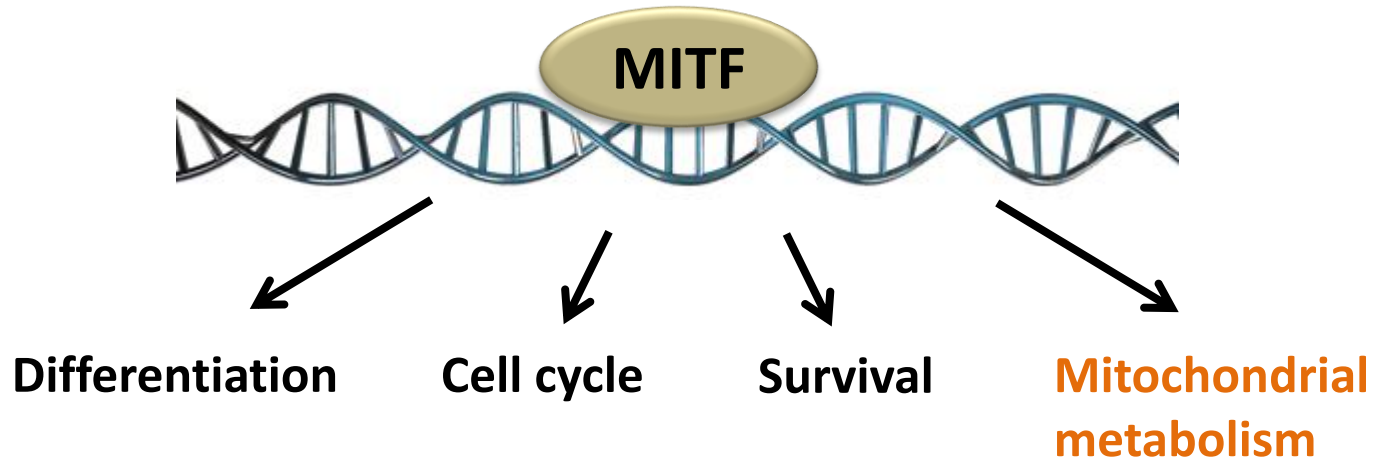 MITF
Differentiation
Cell cycle
Survival
Mitochondrial
metabolism